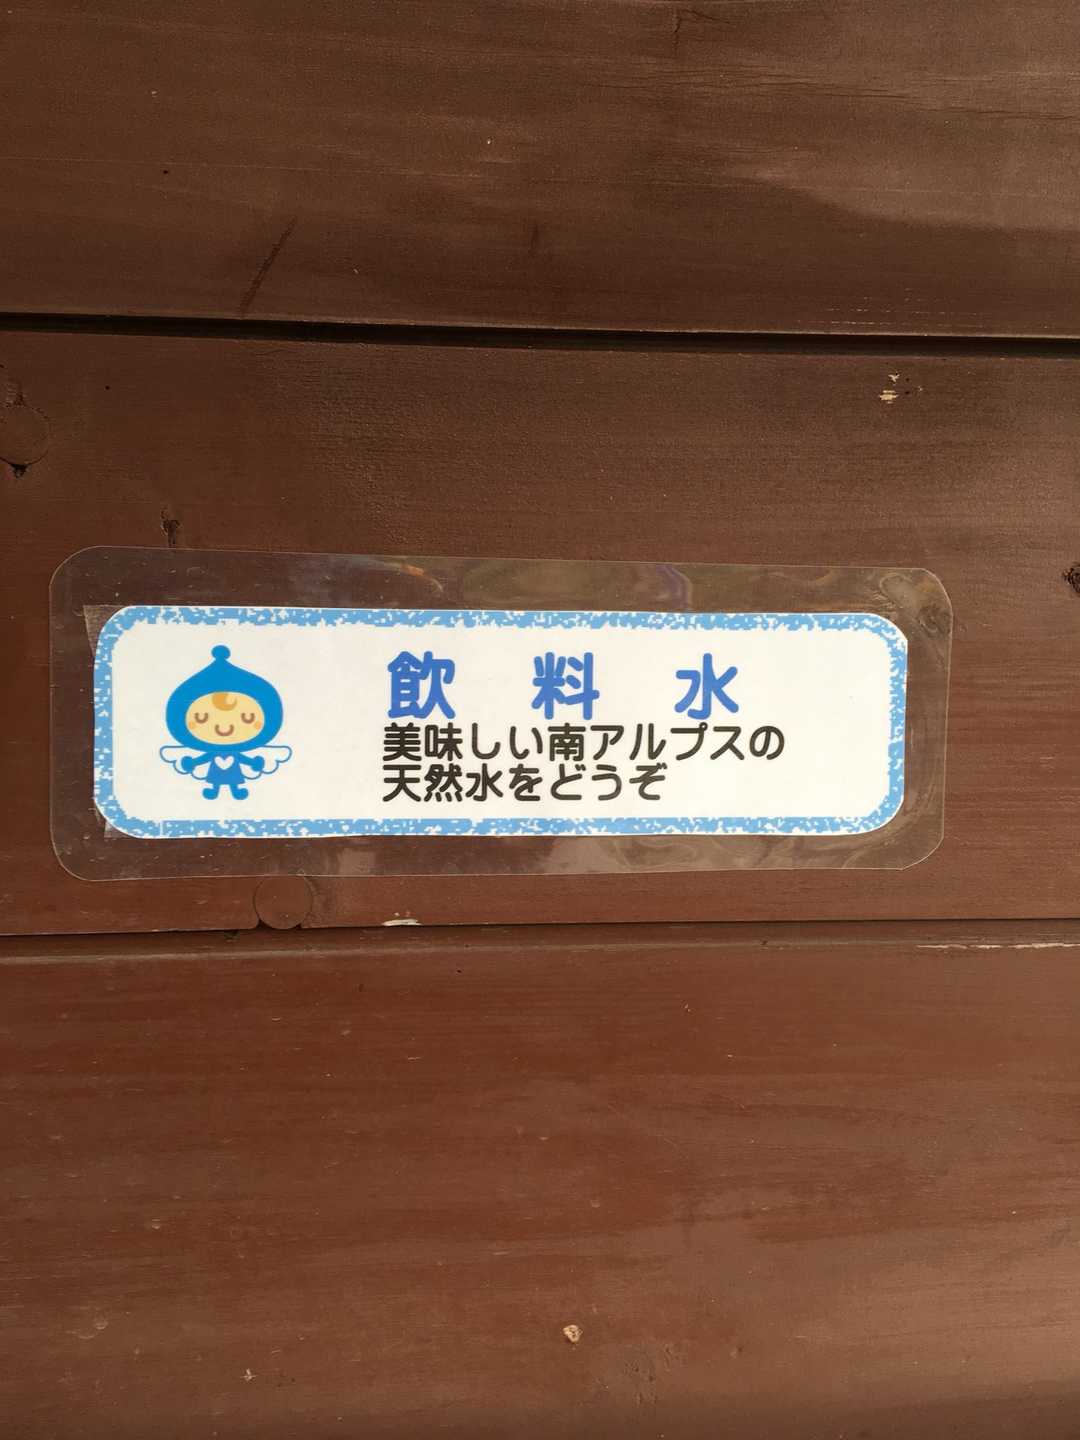 飲料水
美味しい南アルプスの
天然水をどうぞ